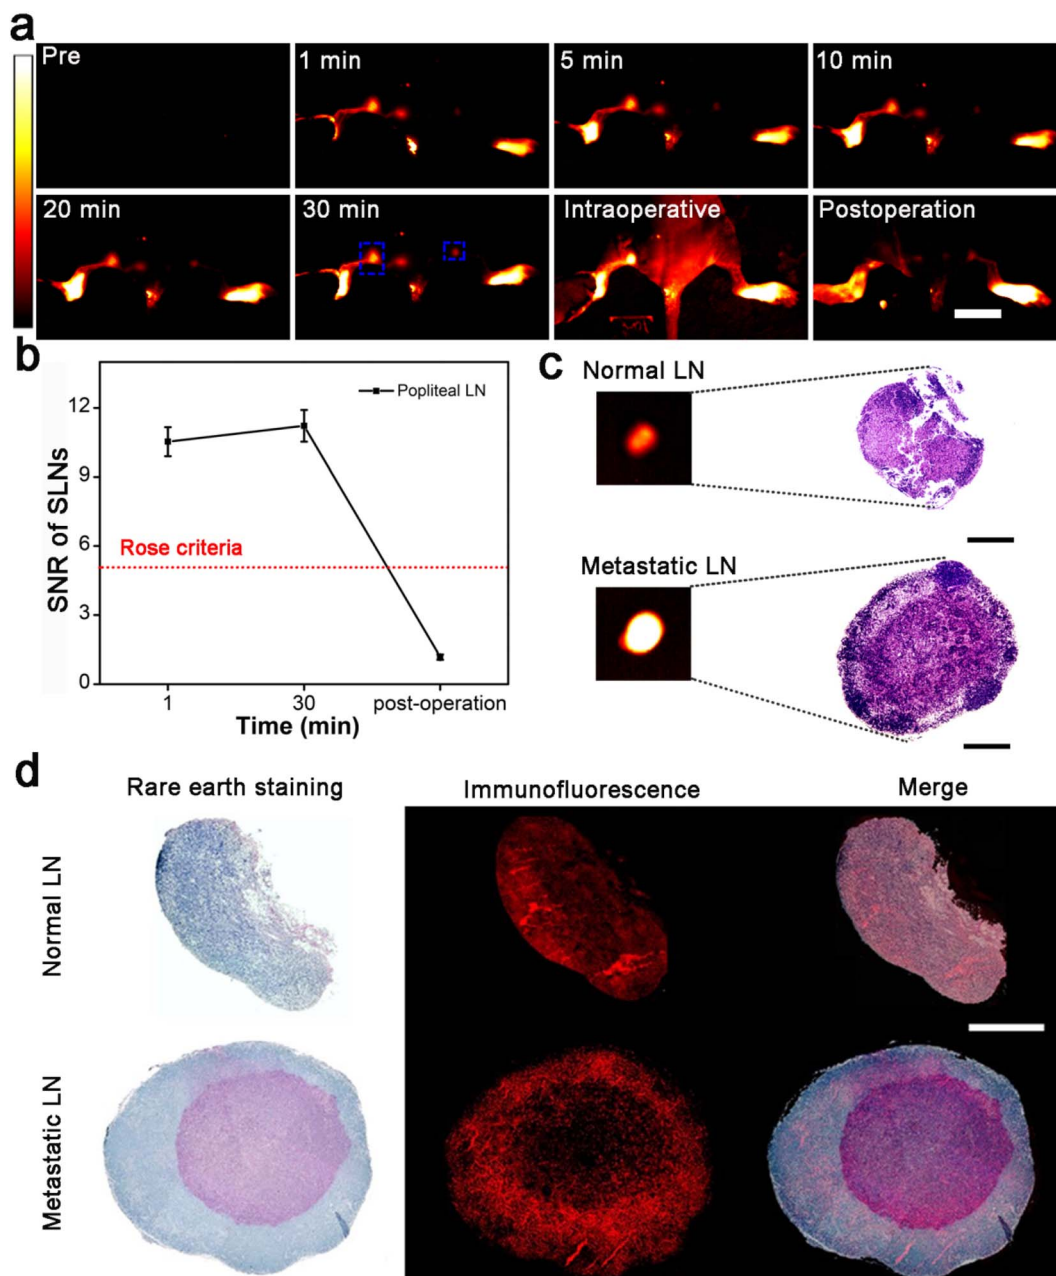 a
Pre
1 min
5 min
10 min
20 min
30 min
Intraoperative
Postoperation
b
SNR of SLNs
12
9
6
3
0
Popliteal LN
Rose criteria
1
30
post-operation
Time (min)
c
Normal LN
Metastatic LN
d
Rare earth staining
Immunofluorescence
Merge
Normal LN
Metastatic LN